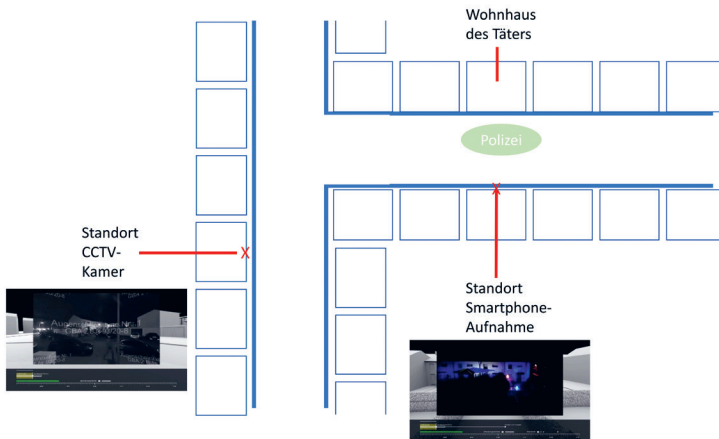 Wohnhaus
des Täters
Polizei
Standort
CCTV-
Kamer
X
X
Standort
Smartphone-
Aufnahme